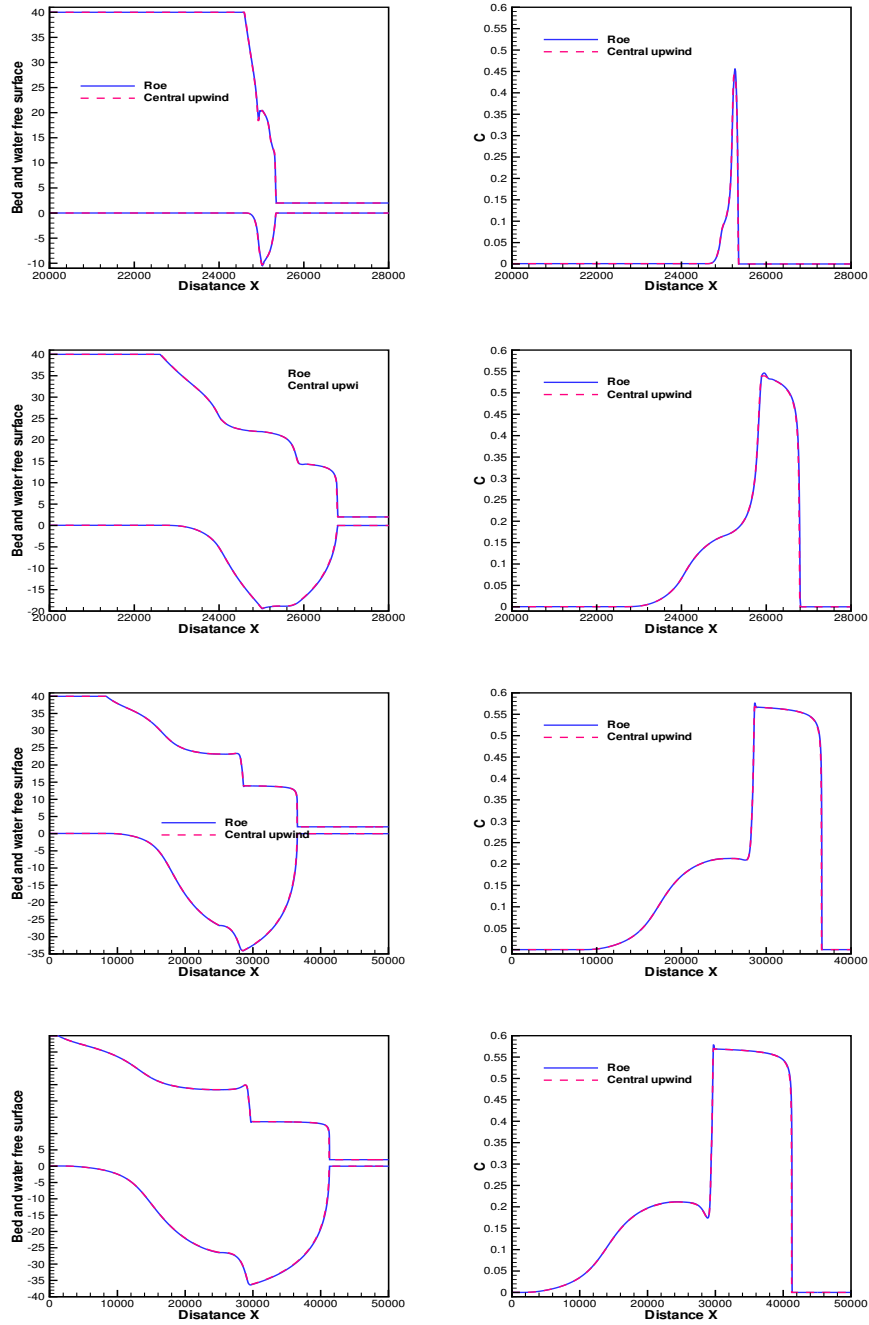 40
35
30
25
20
15
10
5
0
-5
-10
Bed and water free surface
Roe
Central upwind
20000 22000 24000 26000 28000
Disatance X
0.6
0.55
0.5
0.45
0.4
0.35
0.3
0.25
0.2
0.15
0.1
0.05
0
C
Roe
Central upwind
20000 22000 24000 26000 28000
Distance X
40
35
30
25
20
15
10
5
0
-5
-10
-15
-20
Bed and water free surface
Roe
Central upwi
20000 22000 24000 26000 28000
Disatance X
0.6
0.55
0.5
0.45
0.4
0.35
0.3
0.25
0.2
0.15
0.1
0.05
0
C
Roe
Central upwind
20000 22000 24000 26000 28000
Distance X
40
35
30
25
20
15
10
5
0
-5
-10
-15
-20
-25
-30
-35
Bed and water free surface
Roe
Central upwind
0 10000 20000 30000 40000 50000
Disatance X
0.6
0.55
0.5
0.45
0.4
0.35
0.3
0.25
0.2
0.15
0.1
0.05
0
C
Roe
Central upwind
0 10000 20000 30000 40000
Distance X
5
0
-5
-10
-15
-20
-25
-30
-35
-40
Bed and water free surface
0 10000 20000 30000 40000 50000
Disatance X
0.6
0.55
0.5
0.45
0.4
0.35
0.3
0.25
0.2
0.15
0.1
0.05
0
C
Roe
Central upwind
10000 20000 30000 40000 50000
Distance X